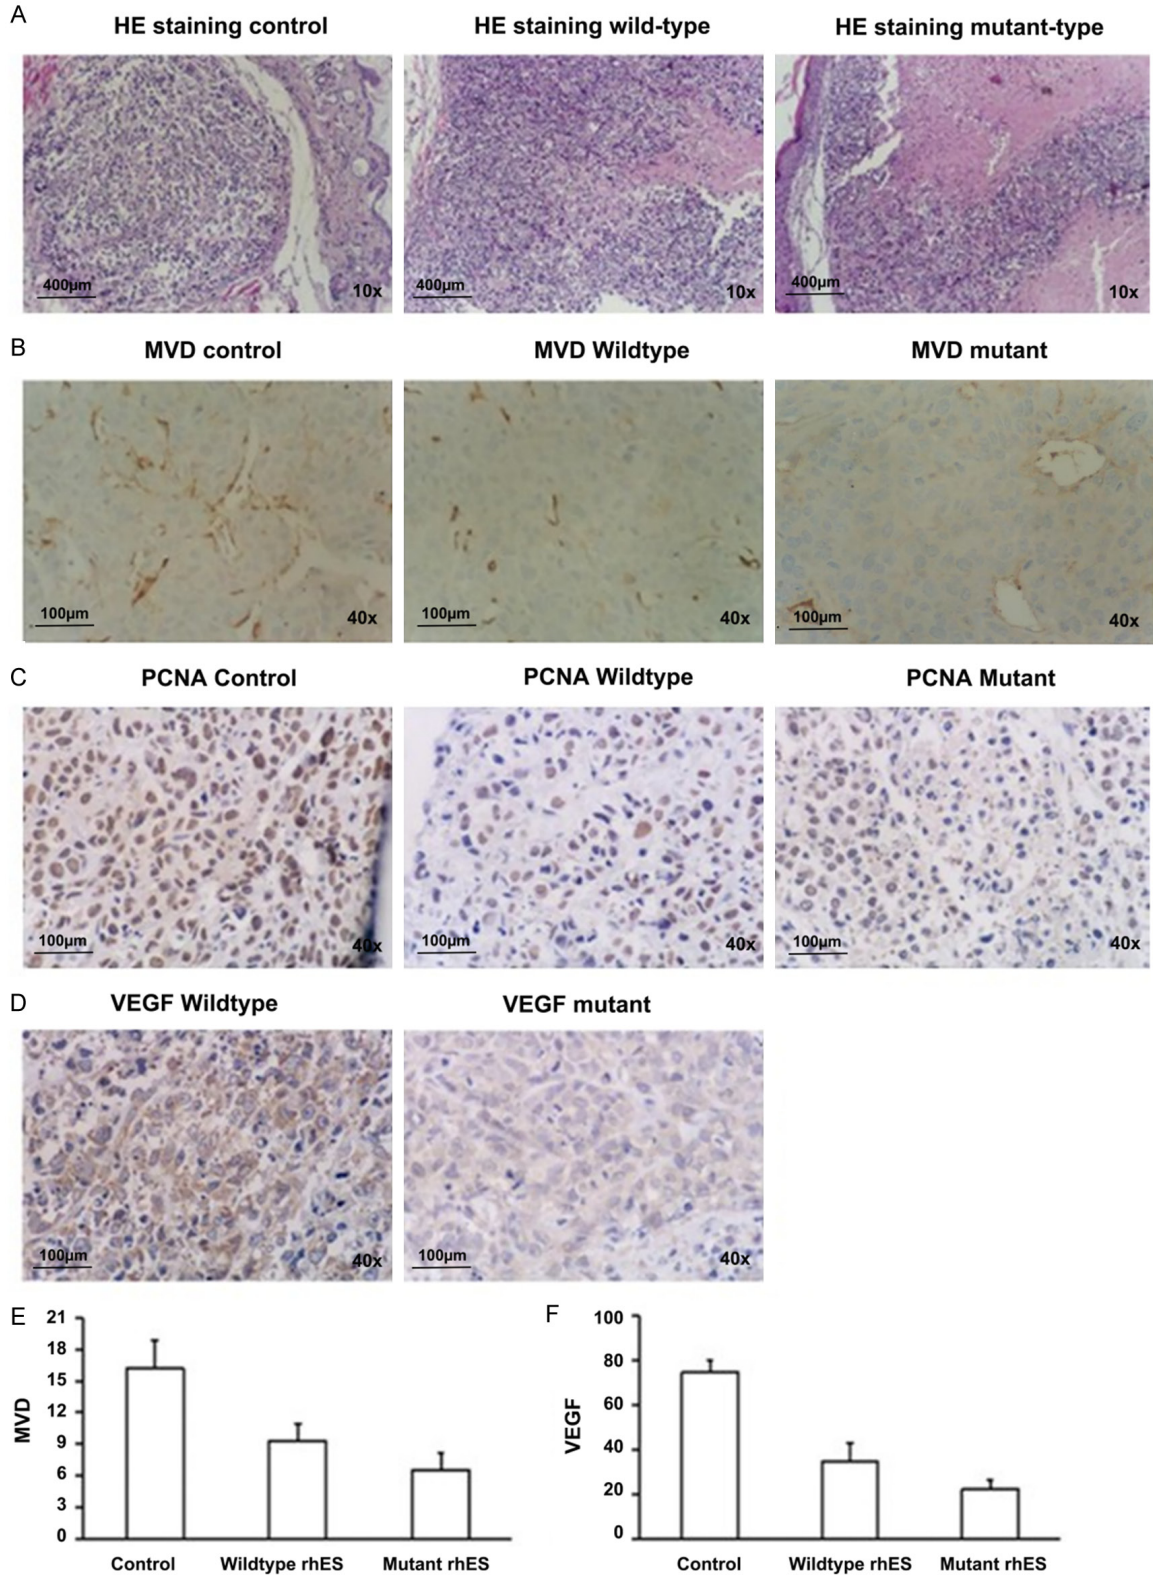 A
HE staining control
HE staining wild-type
HE staining mutant-type
400µm
10x
400µm
10x
400µm
10x
B
MVD control
MVD Wildtype
MVD mutant
100µm
40x
100µm
40x
100µm
40x
C
PCNA Control
PCNA Wildtype
PCNA Mutant
100µm
40x
100µm
40x
100µm
40x
D
VEGF Wildtype
VEGF mutant
100µm
40x
100µm
40x
E
21
18
15
12
9
6
3
0
MVD
Control
Wildtype rhES
Mutant rhES
F
100
80
60
40
20
0
VEGF
Control
Wildtype rhES
Mutant rhES